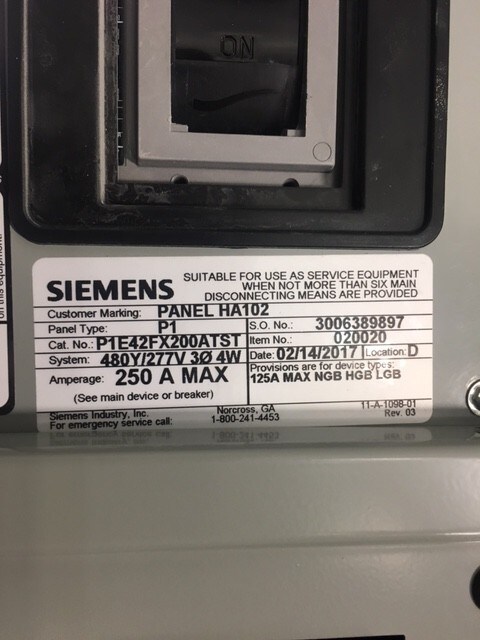 ON
SIEMENS
SUITABLE FOR USE AS SERVICE EQUIPMENT
WHEN NOT MORE THAN SIX MAIN
DISCONNECTING MEANS ARE PROVIDED
Customer Marking: PANEL HA102
Panel Type: P1 S.O. No.: 3006389897
Cat. No.: P1E42FX200ATST Item No.: 020020
System: 480Y/277V 3Ø 4W Date: 02/14/2017 Location: D
Amperage: 250 A MAX Provisions are for device types:
125A MAX NGB HGB LGB
(See main device or breaker)
Siemens Industry, Inc. Norcross, GA 11-A-1098-01
For emergency service call: 1-800-241-4453 Rev. 03